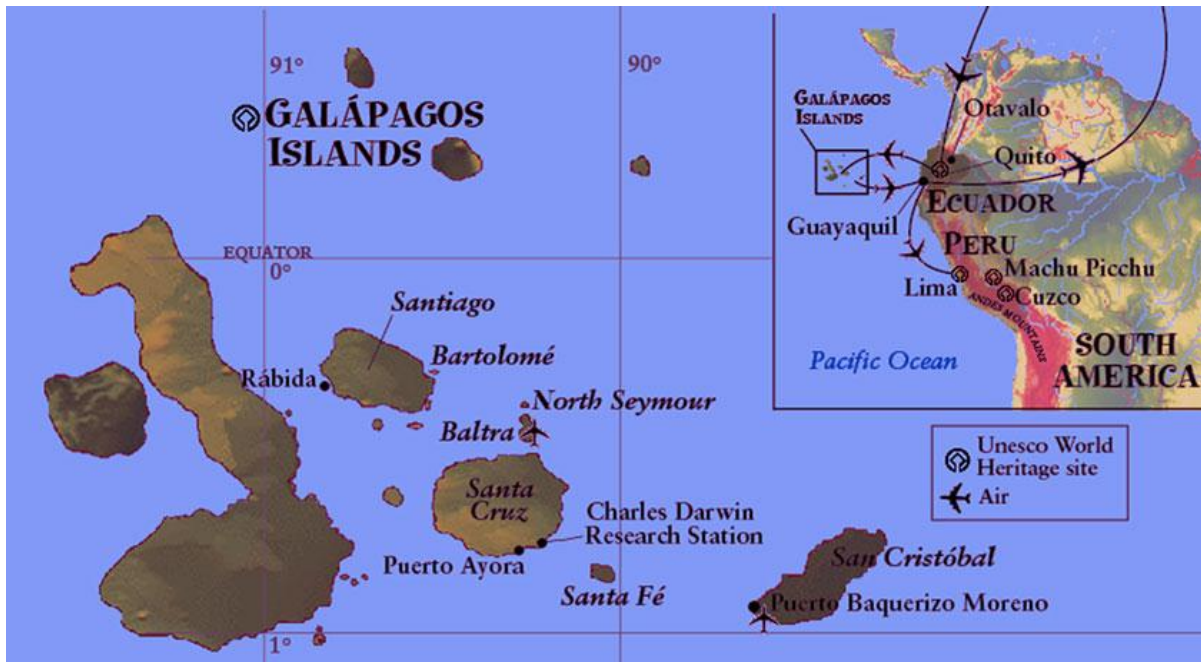 91°
90°
GALÁPAGOS
ISLANDS
EQUATOR
0°
Santiago
Bartolomé
Rábida
North Seymour
Baltra
Santa
Cruz
Charles Darwin
Research Station
Puerto Ayora
Santa Fé
San Cristóbal
Puerto Baquerizo Moreno
1°
GALÁPAGOS
ISLANDS
Otavalo
Quito
ECUADOR
Guayaquil
PERU
Machu Picchu
Lima
Cuzco
ANDES MOUNTAINS
Pacific Ocean
SOUTH
AMERICA
Unesco World
Heritage site
Air